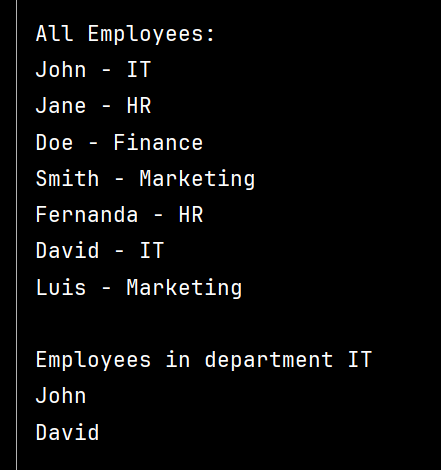 All Employees:
John - IT
Jane - HR
Doe - Finance
Smith - Marketing
Fernanda - HR
David - IT
Luis - Marketing
Employees in department IT
John
David